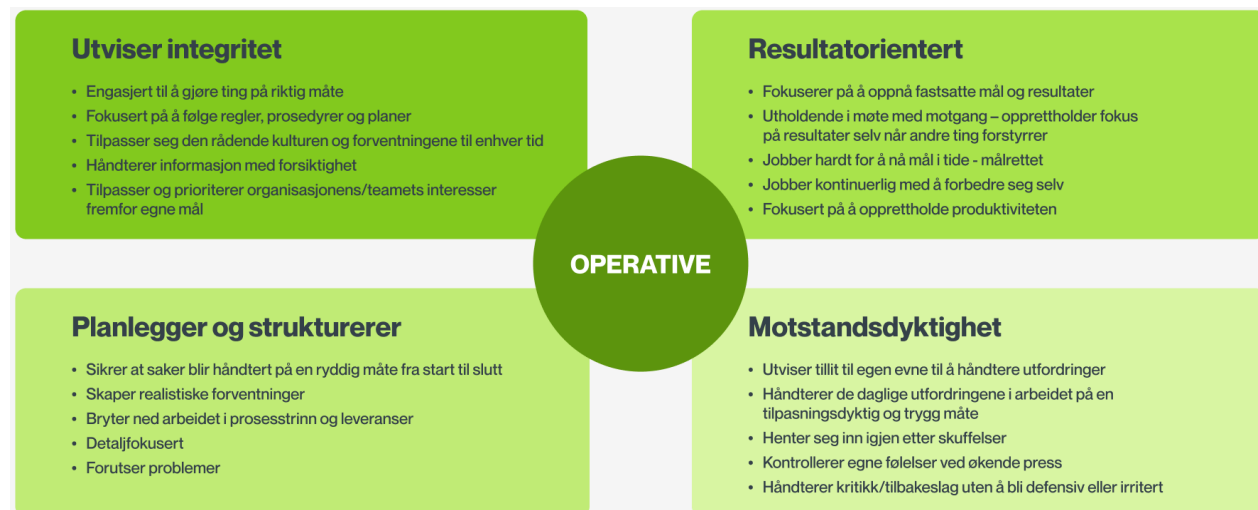 Utviser integritet
• Engasjert til å gjøre ting på riktig måte
• Fokusert på å følge regler, prosedyrer og planer
• Tilpasser seg den rådende kulturen og forventningene til enhver tid
• Håndterer informasjon med forsiktighet
• Tilpasser og prioriterer organisasjonens/teamets interesser
fremfor egne mål
Resultatorientert
• Fokuserer på å oppnå fastsatte mål og resultater
• Utholdende i møte med motgang – opprettholder fokus
på resultater selv når andre ting forstyrrer
• Jobber hardt for å nå mål i tide - målrettet
• Jobber kontinuerlig med å forbedre seg selv
• Fokusert på å opprettholde produktiviteten
OPERATIVE
Planlegger og strukturerer
• Sikrer at saker blir håndtert på en ryddig måte fra start til slutt
• Skaper realistiske forventninger
• Bryter ned arbeidet i prosesstrinn og leveranser
• Detaljfokusert
• Forutser problemer
Motstandsdyktighet
• Utviser tillit til egen evne til å håndtere utfordringer
• Håndterer de daglige utfordringene i arbeidet på en
tilpasningsdyktig og trygg måte
• Henter seg inn igjen etter skuffelser
• Kontrollerer egne følelser ved økende press
• Håndterer kritikk/tilbakeslag uten å bli defensiv eller irritert